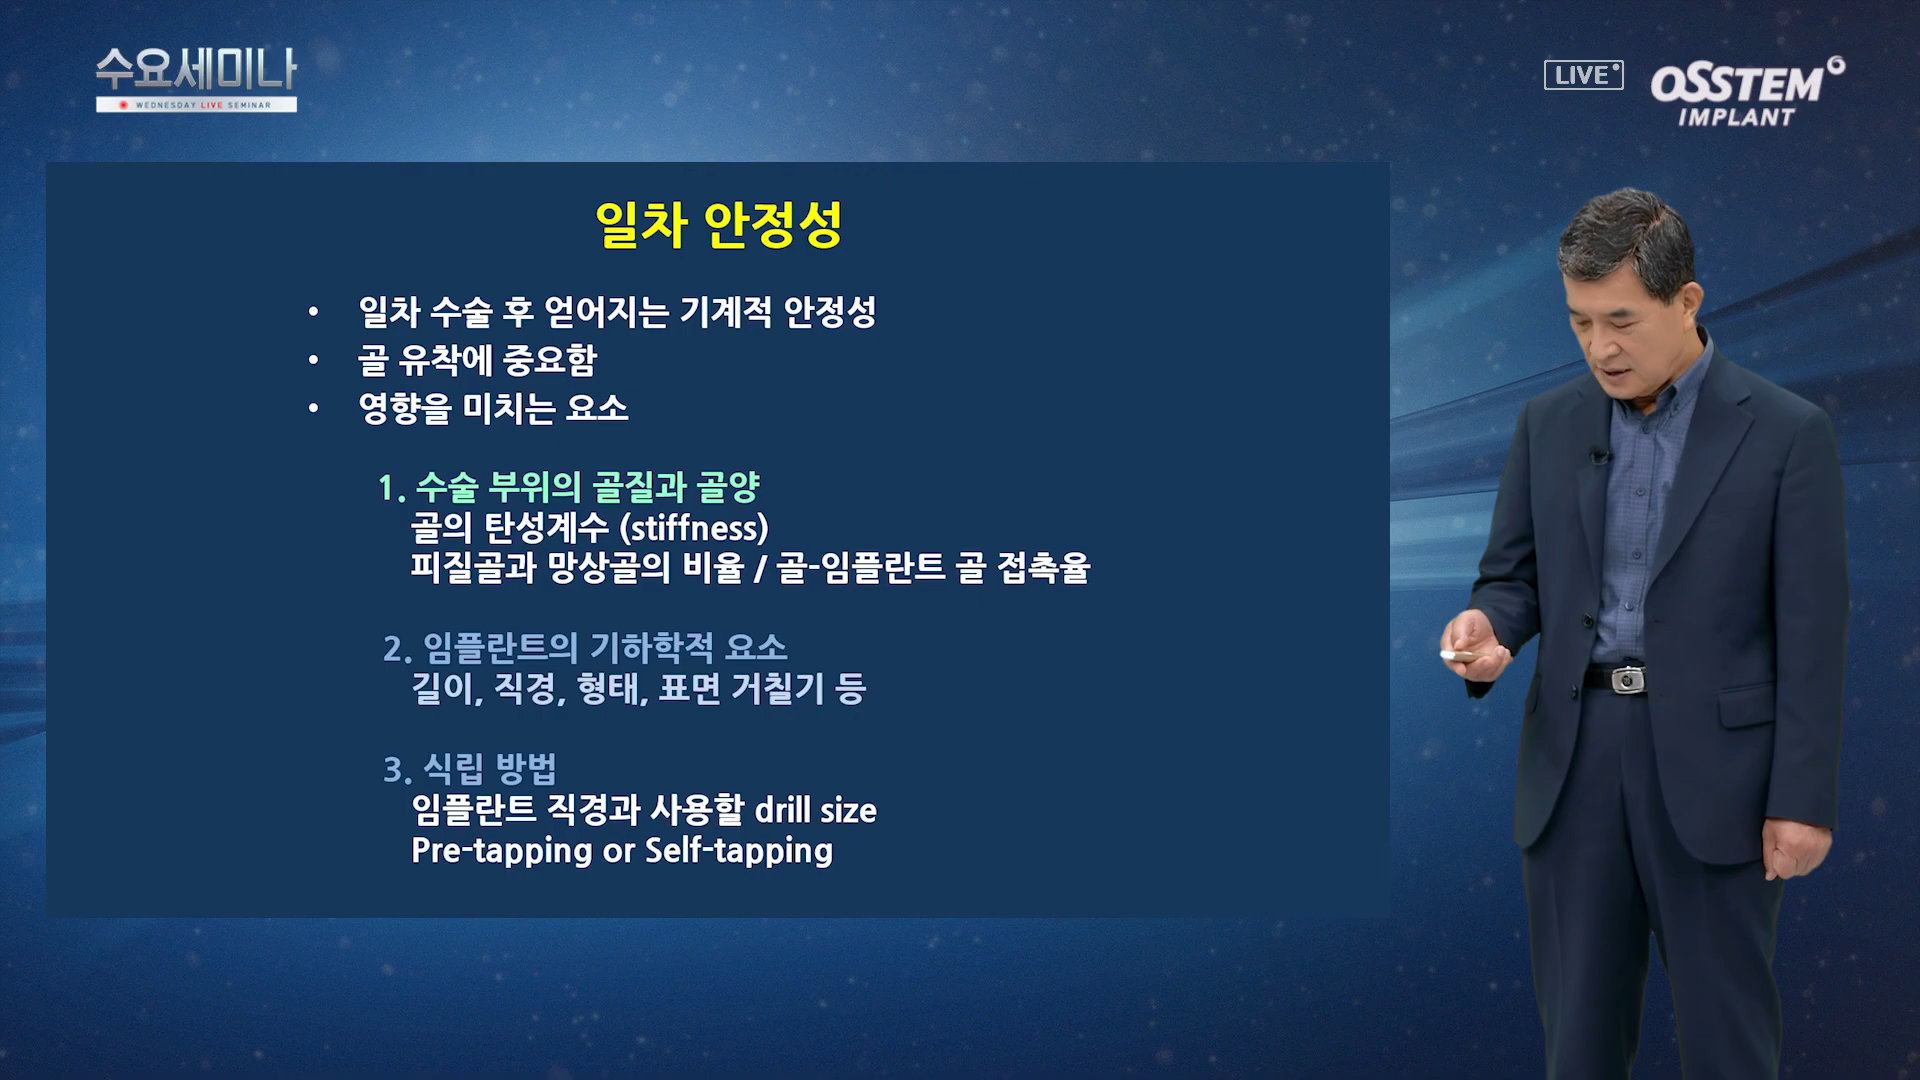 수요세미나
WEDNESDAY LIVE SEMINAR
LIVE
OSSTEM
IMPLANT
일차 안정성
• 일차 수술 후 얻어지는 기계적 안정성
• 골 유착에 중요함
• 영향을 미치는 요소
1. 수술 부위의 골질과 골양
골의 탄성계수 (stiffness)
피질골과 망상골의 비율 / 골-임플란트 골 접촉율
2. 임플란트의 기하학적 요소
길이, 직경, 형태, 표면 거칠기 등
3. 식립 방법
임플란트 직경과 사용할 drill size
Pre-tapping or Self-tapping